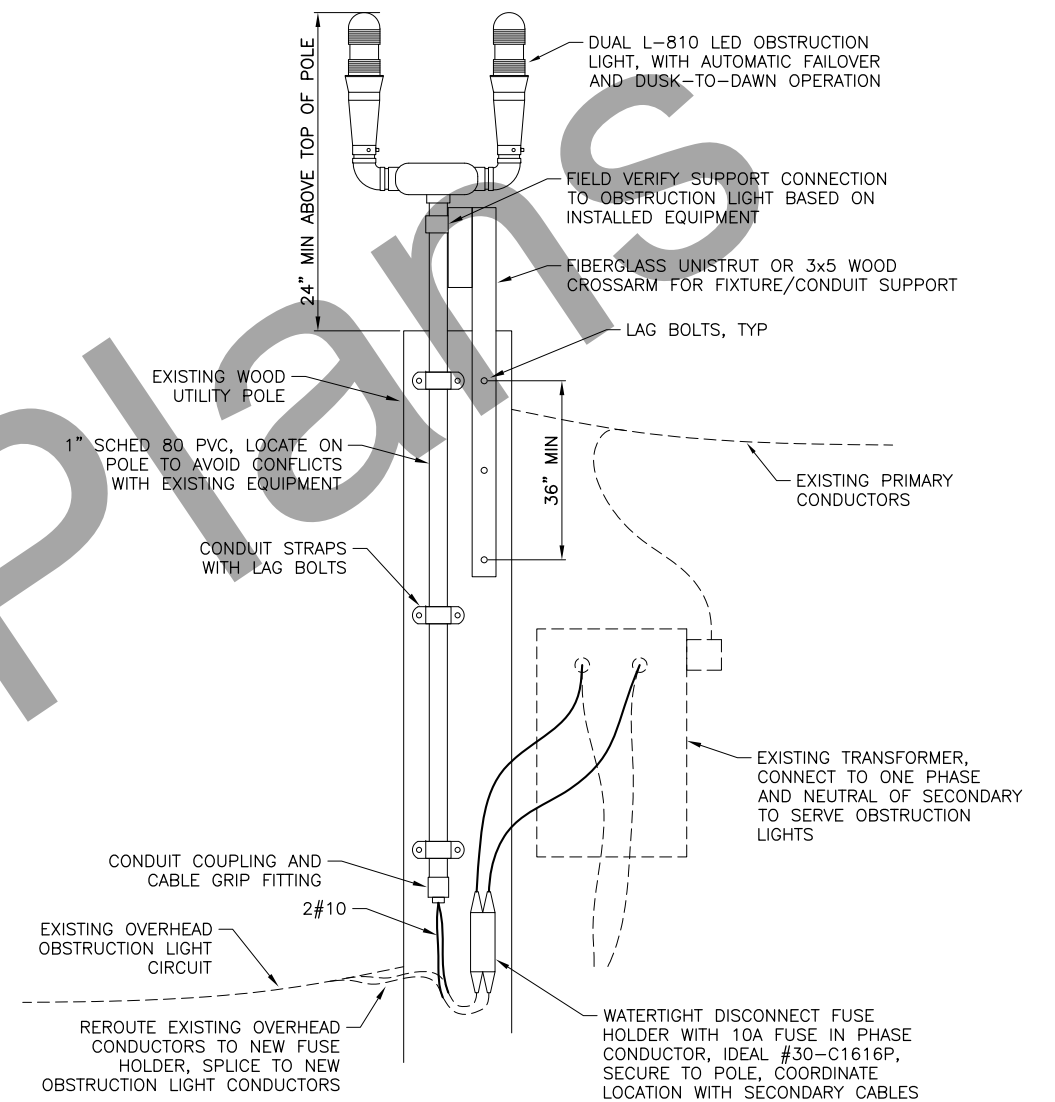 DUAL L-810 LED OBSTRUCTION
LIGHT, WITH AUTOMATIC FAILOVER
AND DUSK-TO-DAWN OPERATION
24" MIN ABOVE TOP OF POLE
FIELD VERIFY SUPPORT CONNECTION
TO OBSTRUCTION LIGHT BASED ON
INSTALLED EQUIPMENT
FIBERGLASS UNISTRUT OR 3x5 WOOD
CROSSARM FOR FIXTURE/CONDUIT SUPPORT
LAG BOLTS, TYP
EXISTING WOOD
UTILITY POLE
1" SCHED 80 PVC, LOCATE ON
POLE TO AVOID CONFLICTS
WITH EXISTING EQUIPMENT
36" MIN
EXISTING PRIMARY
CONDUCTORS
CONDUIT STRAPS
WITH LAG BOLTS
EXISTING TRANSFORMER,
CONNECT TO ONE PHASE
AND NEUTRAL OF SECONDARY
TO SERVE OBSTRUCTION
LIGHTS
CONDUIT COUPLING AND
CABLE GRIP FITTING
2#10
EXISTING OVERHEAD
OBSTRUCTION LIGHT
CIRCUIT
REROUTE EXISTING OVERHEAD
CONDUCTORS TO NEW FUSE
HOLDER, SPLICE TO NEW
OBSTRUCTION LIGHT CONDUCTORS
WATERTIGHT DISCONNECT FUSE
HOLDER WITH 10A FUSE IN PHASE
CONDUCTOR, IDEAL #30-C1616P,
SECURE TO POLE, COORDINATE
LOCATION WITH SECONDARY CABLES
Plans